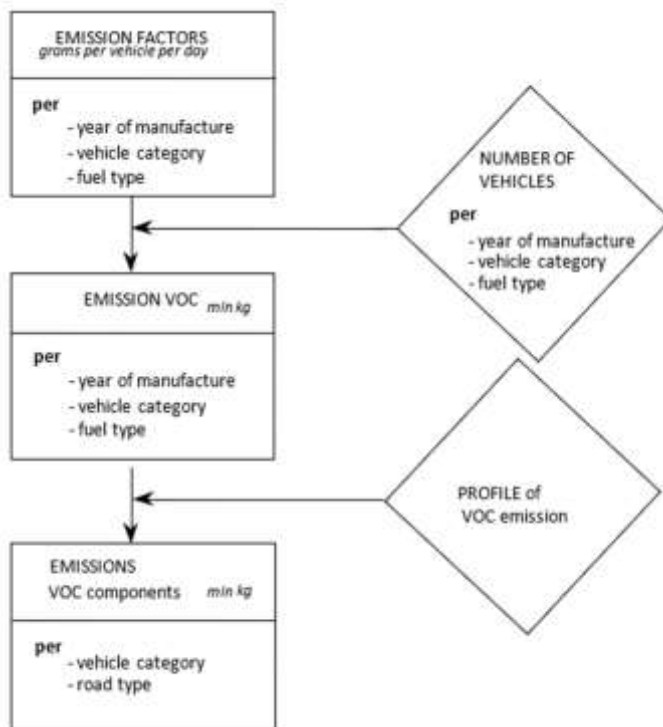 EMISSION FACTORS
grams per vehicle per day
per
- year of manufacture
- vehicle category
- fuel type
NUMBER OF
VEHICLES
per
- year of manufacture
- vehicle category
- fuel type
EMISSION VOC mln kg
per
- year of manufacture
- vehicle category
- fuel type
PROFILE of
VOC emission
EMISSIONS
VOC components mln kg
per
- vehicle category
- road type